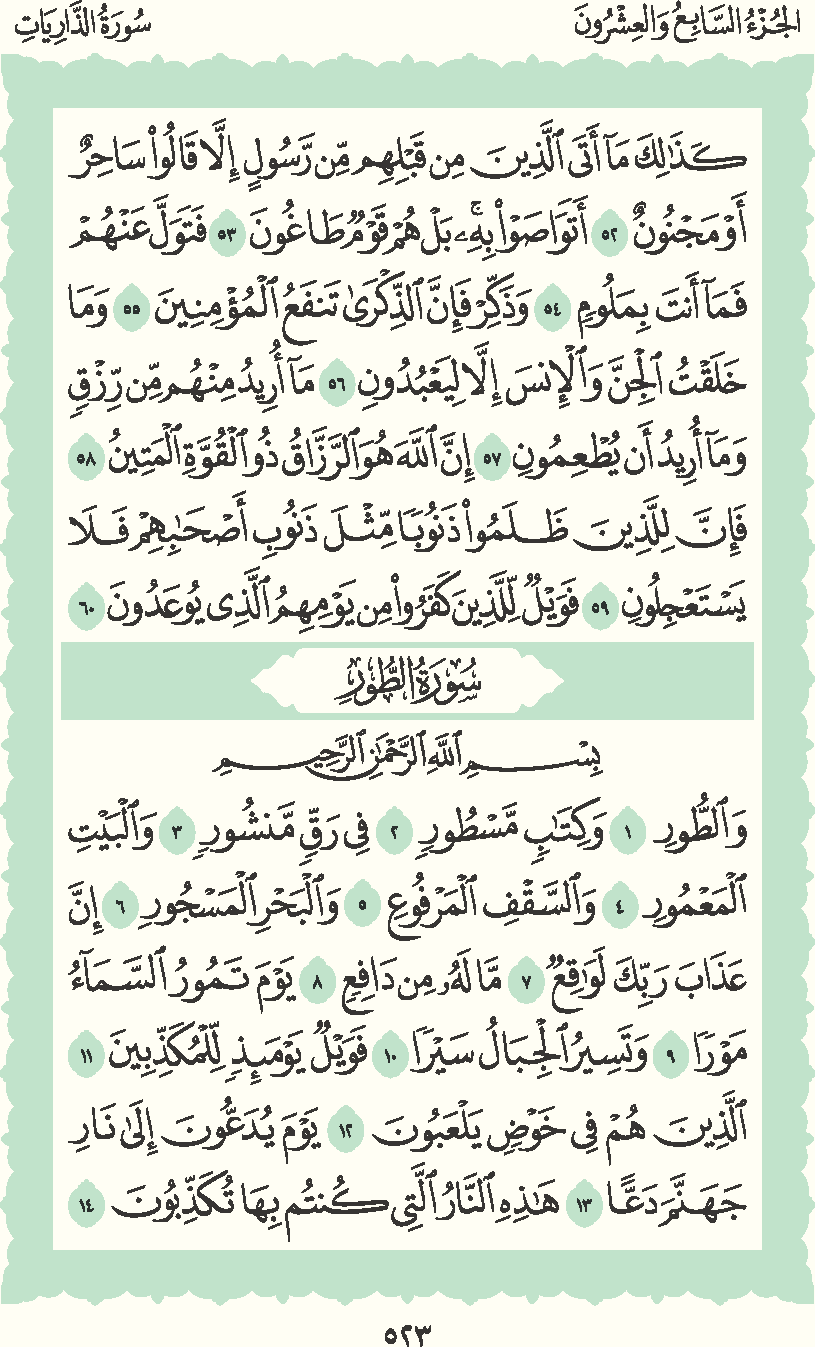 الجُزْءُ السَّابِعُ وَالعِشْرُونَ
سُورَةُ الذَّارِيَاتِ
كَذَٰلِكَ مَآ أَتَى ٱلَّذِينَ مِن قَبْلِهِم مِّن رَّسُولٍ إِلَّا قَالُوا۟ سَاحِرٌ
أَوْ مَجْنُونٌ ٥٢ أَتَوَاصَوْا۟ بِهِۦۚ بَلْ هُمْ قَوْمٌ طَاغُونَ ٥٣ فَتَوَلَّ عَنْهُمْ
فَمَآ أَنتَ بِمَلُومٍ ٥٤ وَذَكِّرْ فَإِنَّ ٱلذِّكْرَىٰ تَنفَعُ ٱلْمُؤْمِنِينَ ٥٥ وَمَا
خَلَقْتُ ٱلْجِنَّ وَٱلْإِنسَ إِلَّا لِيَعْبُدُونِ ٥٦ مَآ أُرِيدُ مِنْهُم مِّن رِّزْقٍ
وَمَآ أُرِيدُ أَن يُطْعِمُونِ ٥٧ إِنَّ ٱللَّهَ هُوَ ٱلرَّزَّاقُ ذُو ٱلْقُوَّةِ ٱلْمَتِينُ ٥٨
فَإِنَّ لِلَّذِينَ ظَلَمُوا۟ ذَنُوبًا مِّثْلَ ذَنُوبِ أَصْحَٰبِهِمْ فَلَا
يَسْتَعْجِلُونِ ٥٩ فَوَيْلٌ لِّلَّذِينَ كَفَرُوا۟ مِن يَوْمِهِمُ ٱلَّذِى يُوعَدُونَ ٦٠
سُورَةُ الطُّورِ
بِسْمِ ٱللَّهِ ٱلرَّحْمَٰنِ ٱلرَّحِيمِ
وَٱلطُّورِ ١ وَكِتَٰبٍ مَّسْطُورٍ ٢ فِى رَقٍّ مَّنشُورٍ ٣ وَٱلْبَيْتِ
ٱلْمَعْمُورِ ٤ وَٱلسَّقْفِ ٱلْمَرْفُوعِ ٥ وَٱلْبَحْرِ ٱلْمَسْجُورِ ٦ إِنَّ
عَذَابَ رَبِّكَ لَوَٰقِعٌ ٧ مَّا لَهُۥ مِن دَافِعٍ ٨ يَوْمَ تَمُورُ ٱلسَّمَآءُ
مَوْرًا ٩ وَتَسِيرُ ٱلْجِبَالُ سَيْرًا ١٠ فَوَيْلٌ يَوْمَئِذٍ لِّلْمُكَذِّبِينَ ١١
ٱلَّذِينَ هُمْ فِى خَوْضٍ يَلْعَبُونَ ١٢ يَوْمَ يُدَعُّونَ إِلَىٰ نَارِ
جَهَنَّمَ دَعًّا ١٣ هَٰذِهِ ٱلنَّارُ ٱلَّتِى كُنتُم بِهَا تُكَذِّبُونَ ١٤
٥٢٣